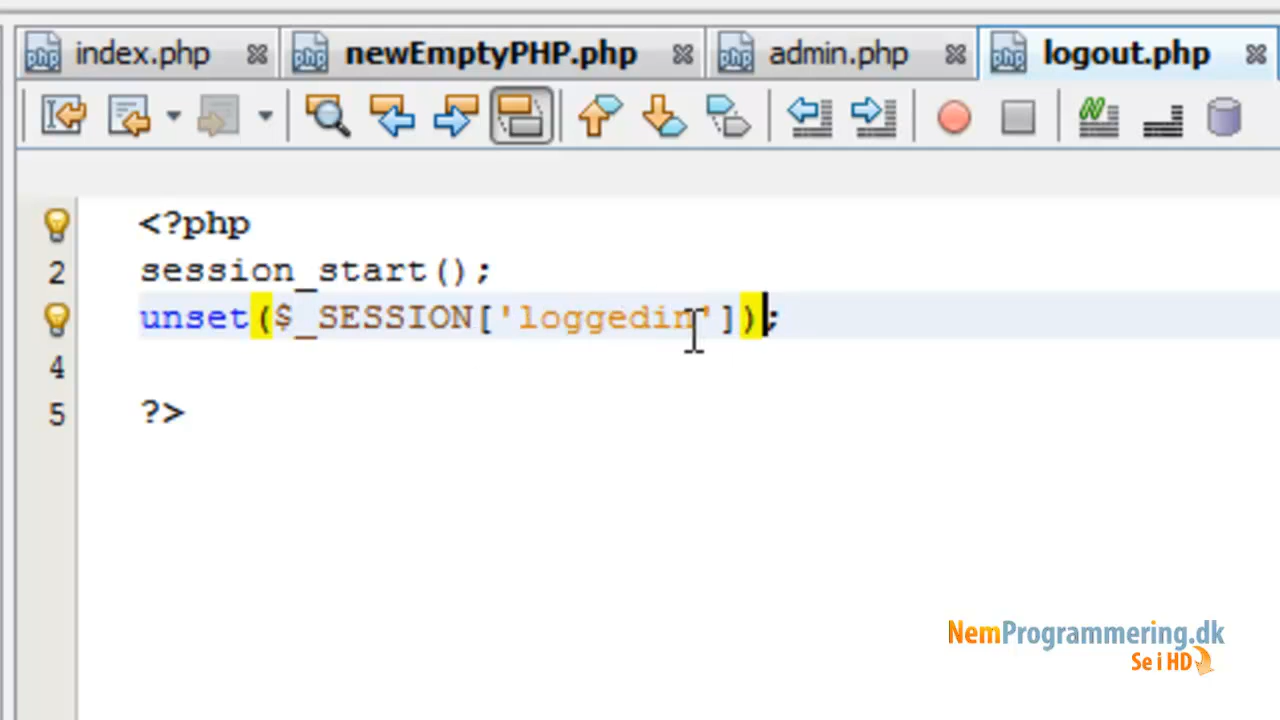 index.php newEmptyPHP.php admin.php logout.php
<?php
2 session_start();
unset($_SESSION['loggedin']);
4
5 ?>
NemProgrammering.dk
Se i HD